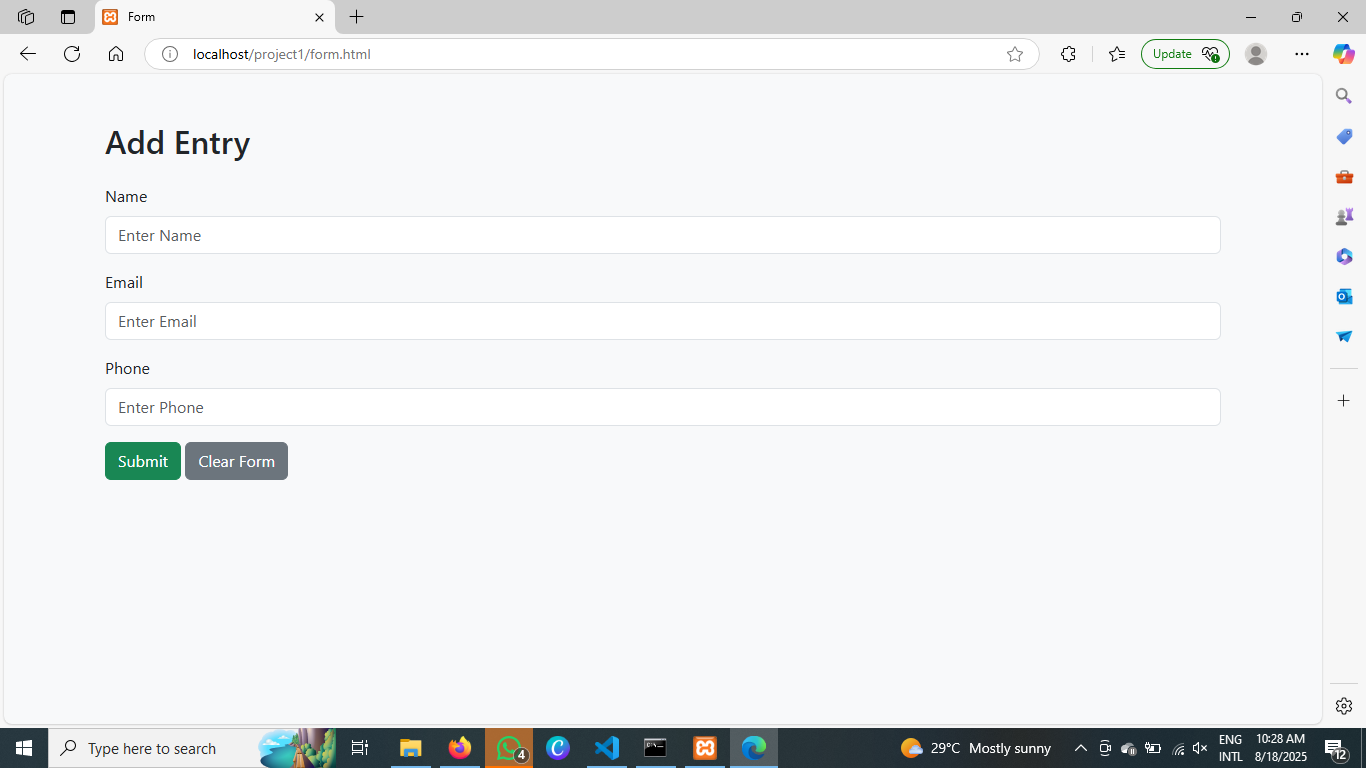 Form
localhost/project1/form.html
Update
Add Entry
Name
Enter Name
Email
Enter Email
Phone
Enter Phone
Submit Clear Form
Type here to search
4
29°C Mostly sunny
ENG
INTL
10:28 AM
8/18/2025
12